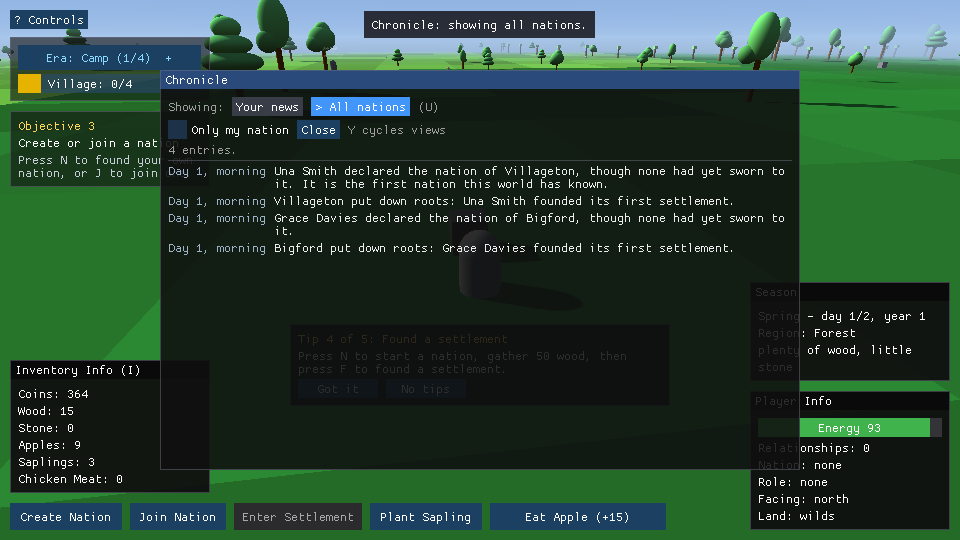 ? Controls
Chronicle: showing all nations.
Era: Camp (1/4) +
Village: 0/4
Chronicle
Showing: Your news > All nations (U)
Only my nation Close Y cycles views
4 entries.
Day 1, morning Una Smith declared the nation of Villageton, though none had yet sworn to
it. It is the first nation this world has known.
Day 1, morning Villageton put down roots: Una Smith founded its first settlement.
Day 1, morning Grace Davies declared the nation of Bigford, though none had yet sworn to
it.
Day 1, morning Bigford put down roots: Grace Davies founded its first settlement.
Objective 3
Create or join a nat
Press N to found your own
nation, or J to join
Tip 4 of 5: Found a settlement
Press N to start a nation, gather 50 wood, then
press F to found a settlement.
Got it No tips
Season
Spring - day 1/2, year 1
Region: Forest
plenty of wood, little
stone
Inventory Info (I)
Coins: 364
Wood: 15
Stone: 0
Apples: 9
Saplings: 3
Chicken Meat: 0
Player Info
Energy 93
Relationships: 0
Nation: none
Role: none
Facing: north
Land: wilds
Create Nation Join Nation Enter Settlement Plant Sapling Eat Apple (+15)